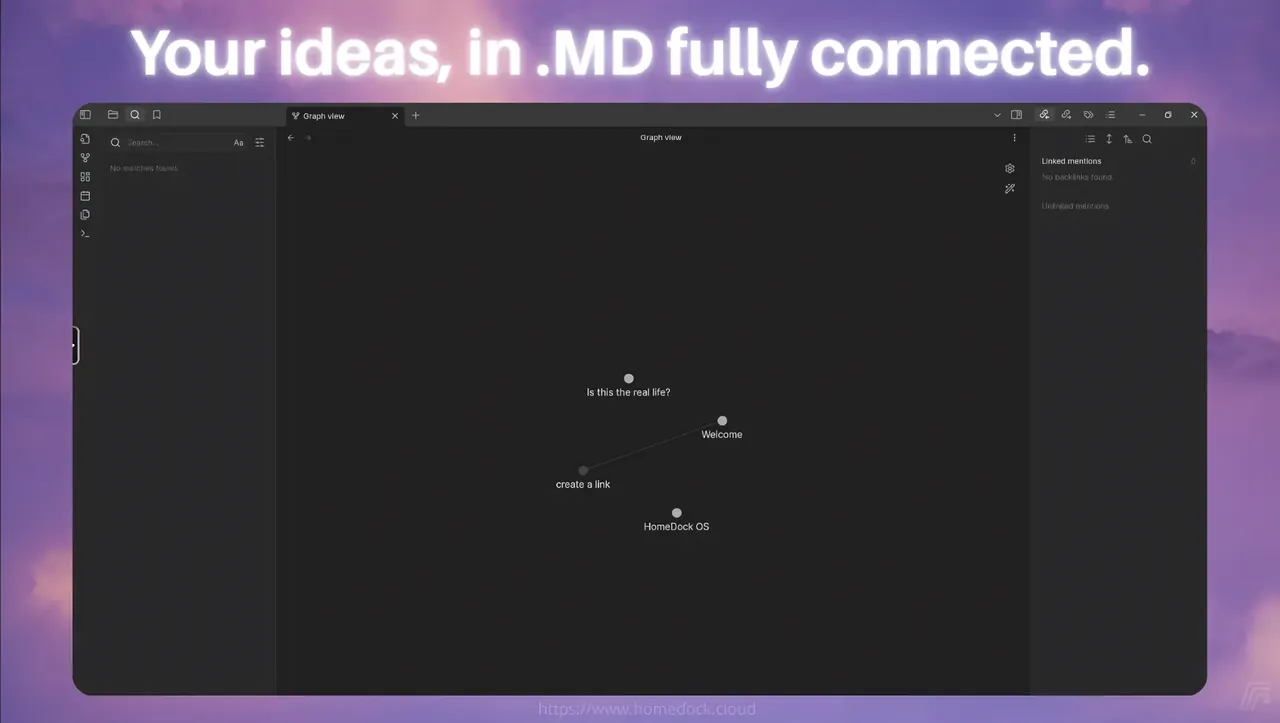 Your ideas, in .MD fully connected.
Graph view
Graph view
Search...
Aa
No matches found.
Linked mentions
0
No backlinks found.
Unlinked mentions
Is this the real life?
Welcome
create a link
HomeDock OS
https://www.homedock.cloud